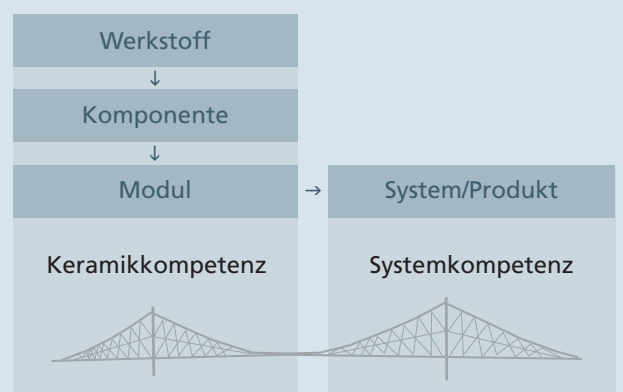 Werkstoff
↓
Komponente
↓
Modul → System/Produkt
Keramikkompetenz Systemkompetenz